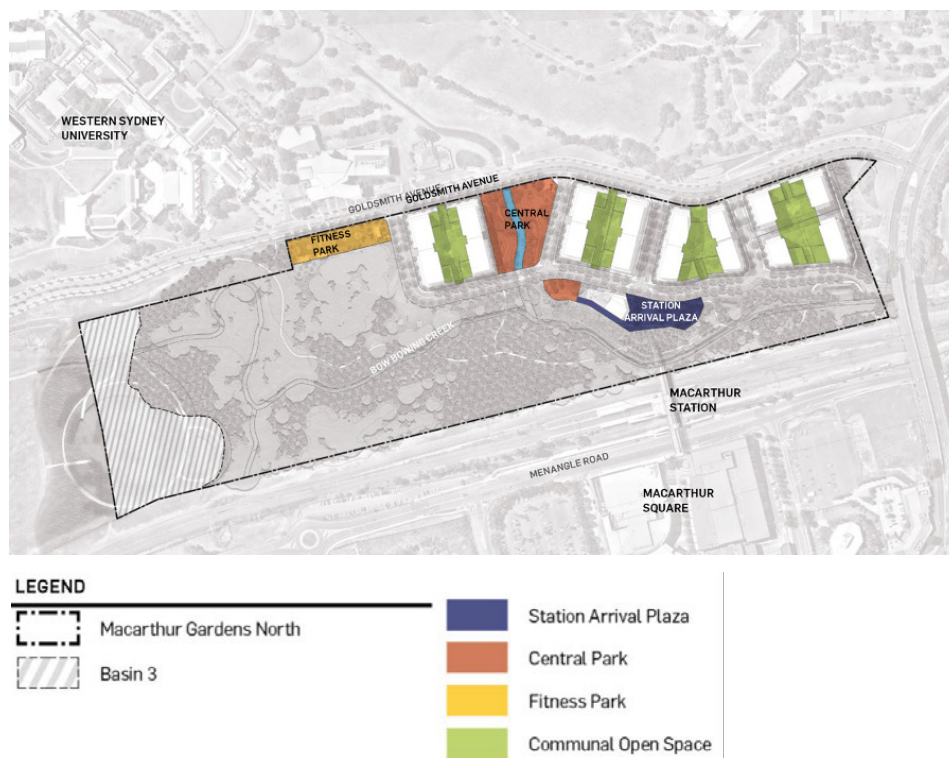 WESTERN SYDNEY
UNIVERSITY
GOLDSMITH AVENUE
GOLDSMITH AVENUE
FITNESS
PARK
CENTRAL
PARK
STATION
ARRIVAL PLAZA
BOW BOWING CREEK
MACARTHUR
STATION
MENANGLE ROAD
MACARTHUR
SQUARE
LEGEND
Macarthur Gardens North
Basin 3
Station Arrival Plaza
Central Park
Fitness Park
Communal Open Space